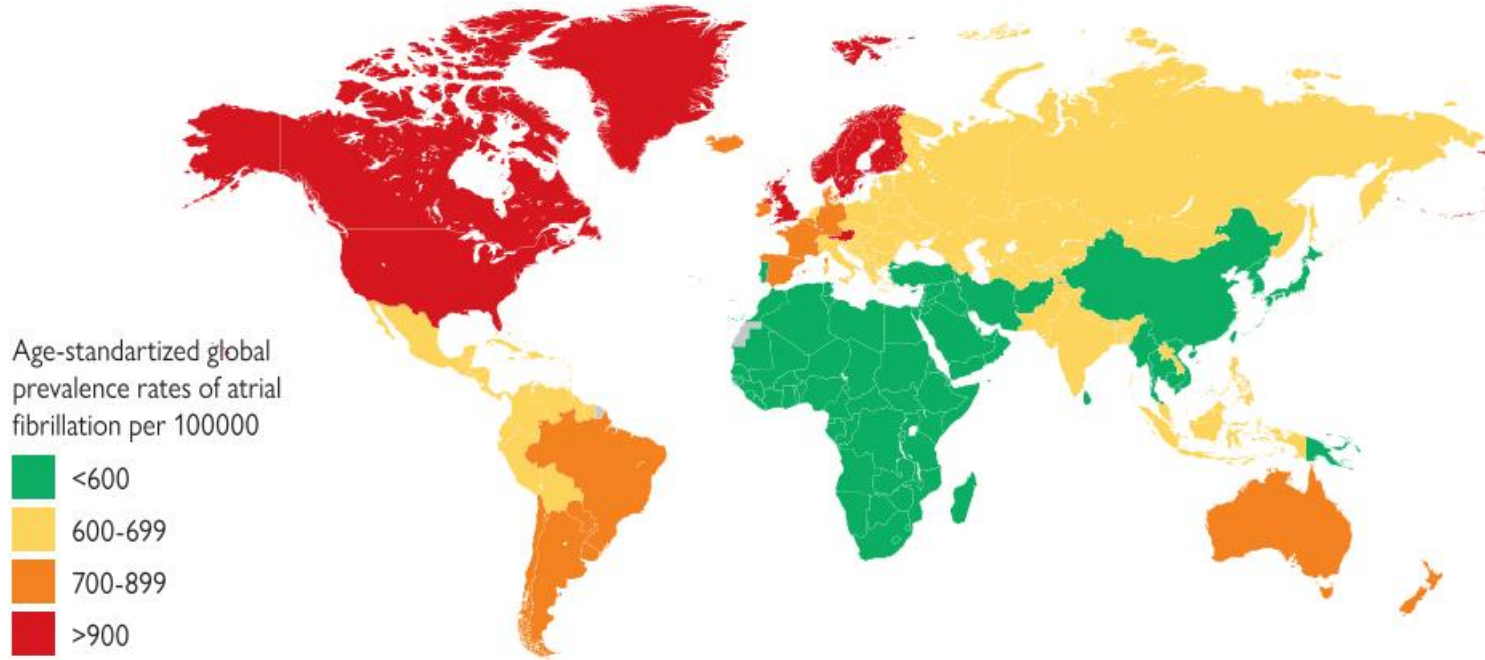 Age-standartized global
prevalence rates of atrial
fibrillation per 100000
<600
600-699
700-899
>900